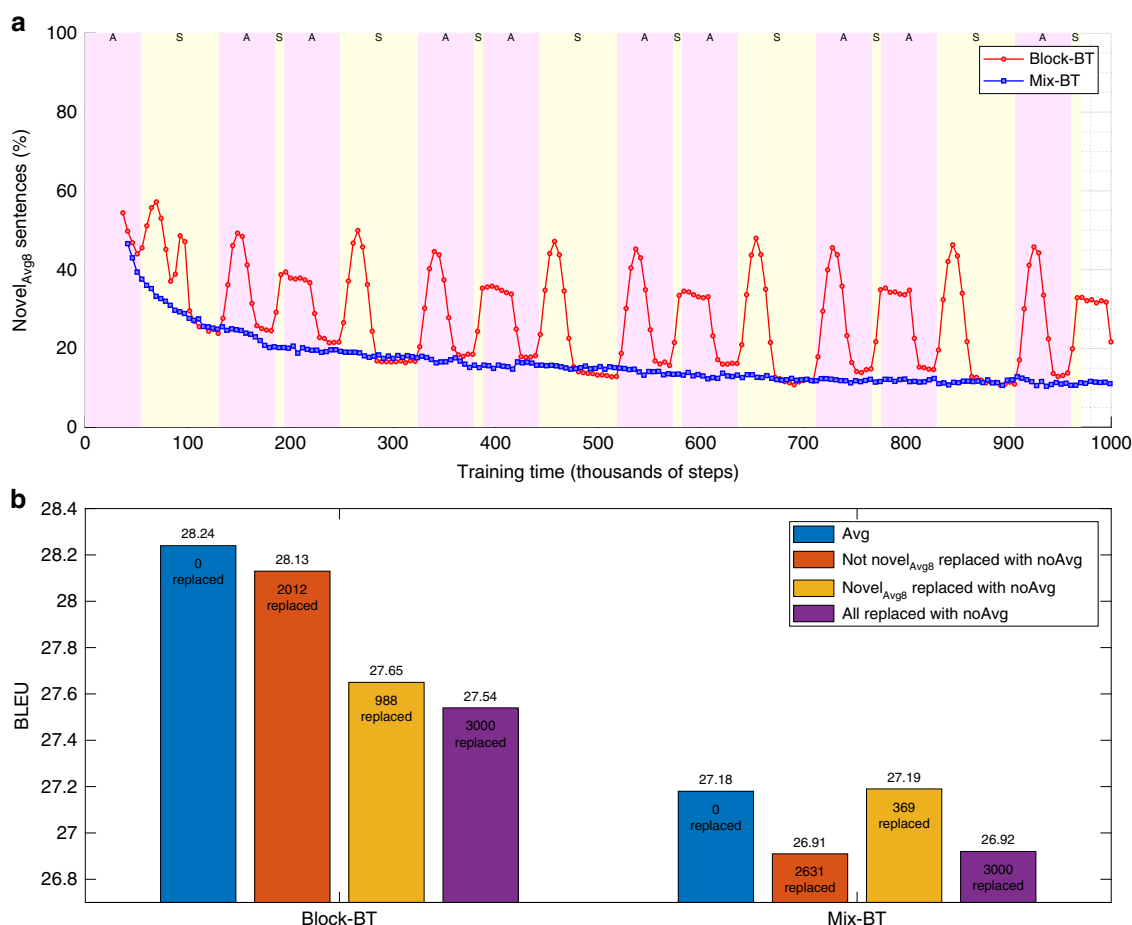 a
100
80
60
40
20
0
Novel_Avg8 sentences (%)
A S A S A S A S A S A S A S A S A S A S
Block-BT
Mix-BT
0 100 200 300 400 500 600 700 800 900 1000
Training time (thousands of steps)
b
28.4
28.2
28
27.8
27.6
27.4
27.2
27
26.8
BLEU
Avg
Not novel_Avg8 replaced with noAvg
Novel_Avg8 replaced with noAvg
All replaced with noAvg
28.24
0
replaced
28.13
2012
replaced
27.65
988
replaced
27.54
3000
replaced
27.18
0
replaced
26.91
2631
replaced
27.19
369
replaced
26.92
3000
replaced
Block-BT
Mix-BT